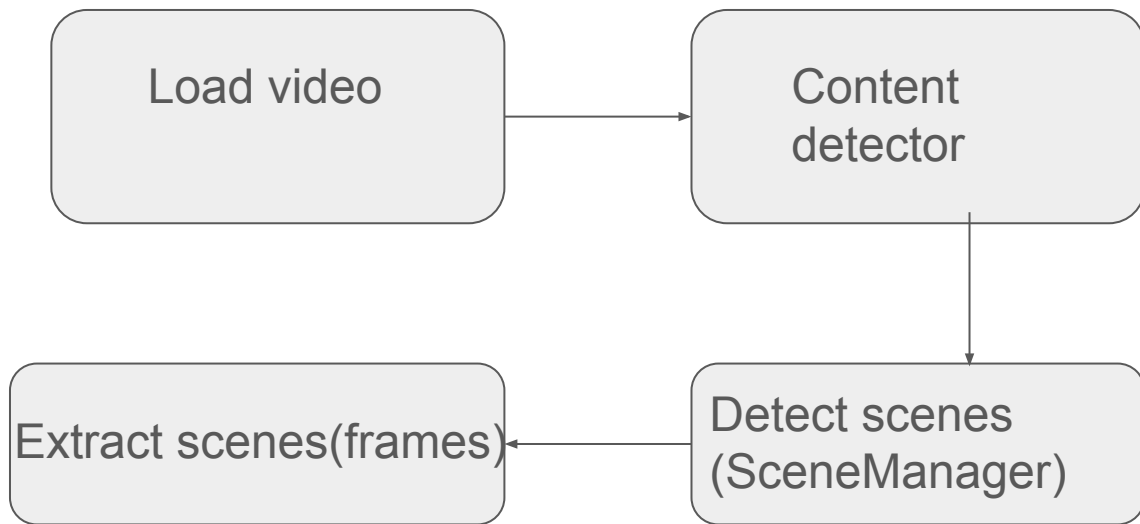 Load video
Content
detector
Detect scenes
(SceneManager)
Extract scenes(frames)